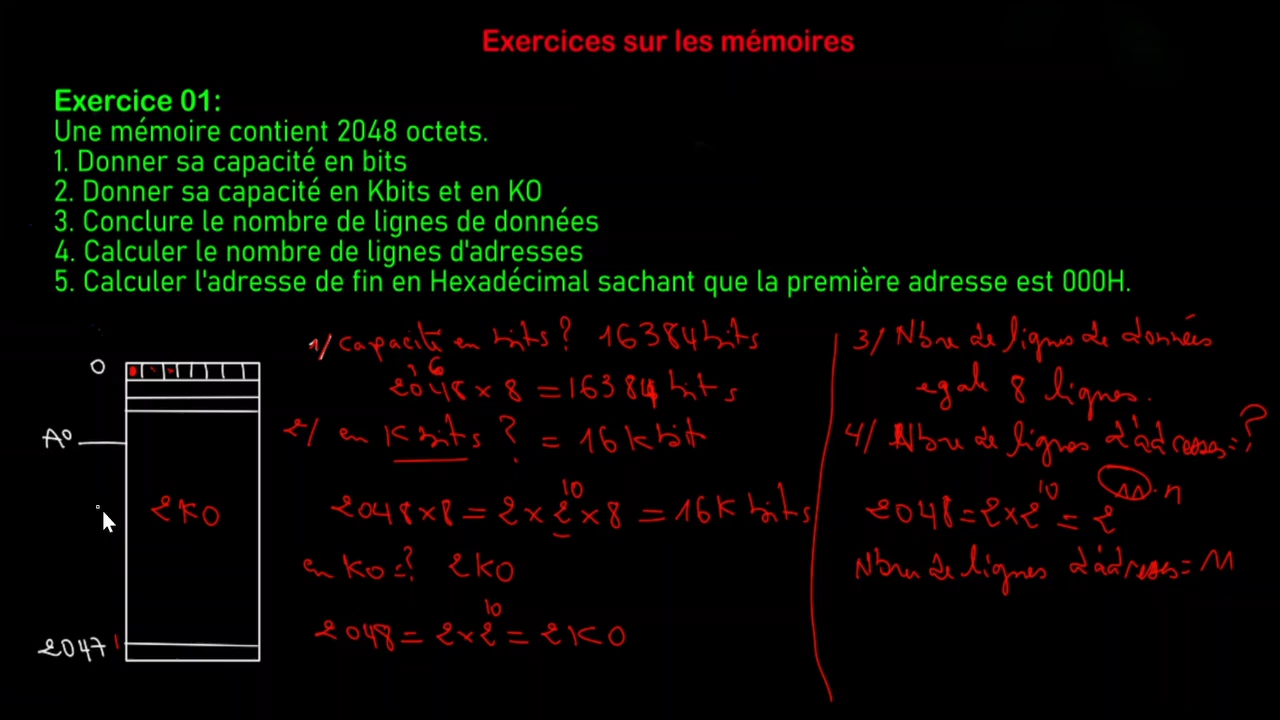 Exercices sur les mémoires
Exercice 01:
Une mémoire contient 2048 octets.
1. Donner sa capacité en bits
2. Donner sa capacité en Kbits et en KO
3. Conclure le nombre de lignes de données
4. Calculer le nombre de lignes d'adresses
5. Calculer l'adresse de fin en Hexadécimal sachant que la première adresse est 000H.
0
A0
2KO
2047
1/ capacité en bits ? 16384 bits
2048 × 8 = 16384 bits
2/ en K bits ? = 16 k bit
2048×8 = 2×2^10×8 = 16K bits
en KO = ? 2KO
2048 = 2×2^10 = 2KO
3/ Nbre de lignes de données
egale 8 lignes.
4/ Nbre de lignes d'adresses = ?
2048 = 2×2^10 = 2^11 n
Nbre de lignes d'adresses = 11